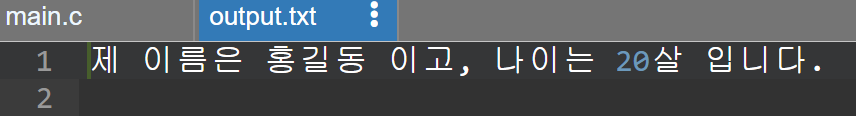 main.c output.txt
1 제 이름은 홍길동 이고, 나이는 20살 입니다.
2